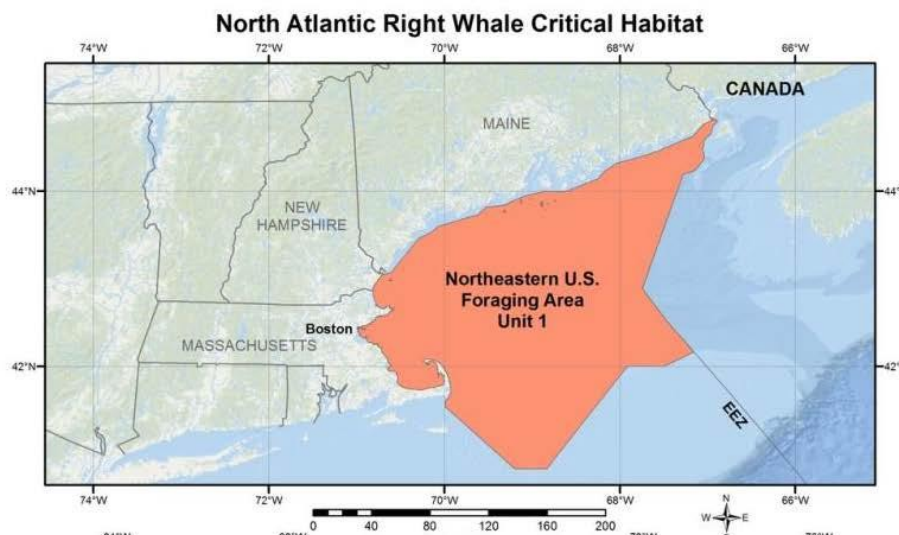 North Atlantic Right Whale Critical Habitat
74°W 72°W 70°W 68°W 66°W
CANADA
MAINE
44°N 44°
NEW
HAMPSHIRE
Northeastern U.S.
Foraging Area
Unit 1
Boston
MASSACHUSETTS
42°N 42°
EEZ
74°W 72°W 70°W 68°W 66°W
N
W E
S
0 20 40 80 120 160 200